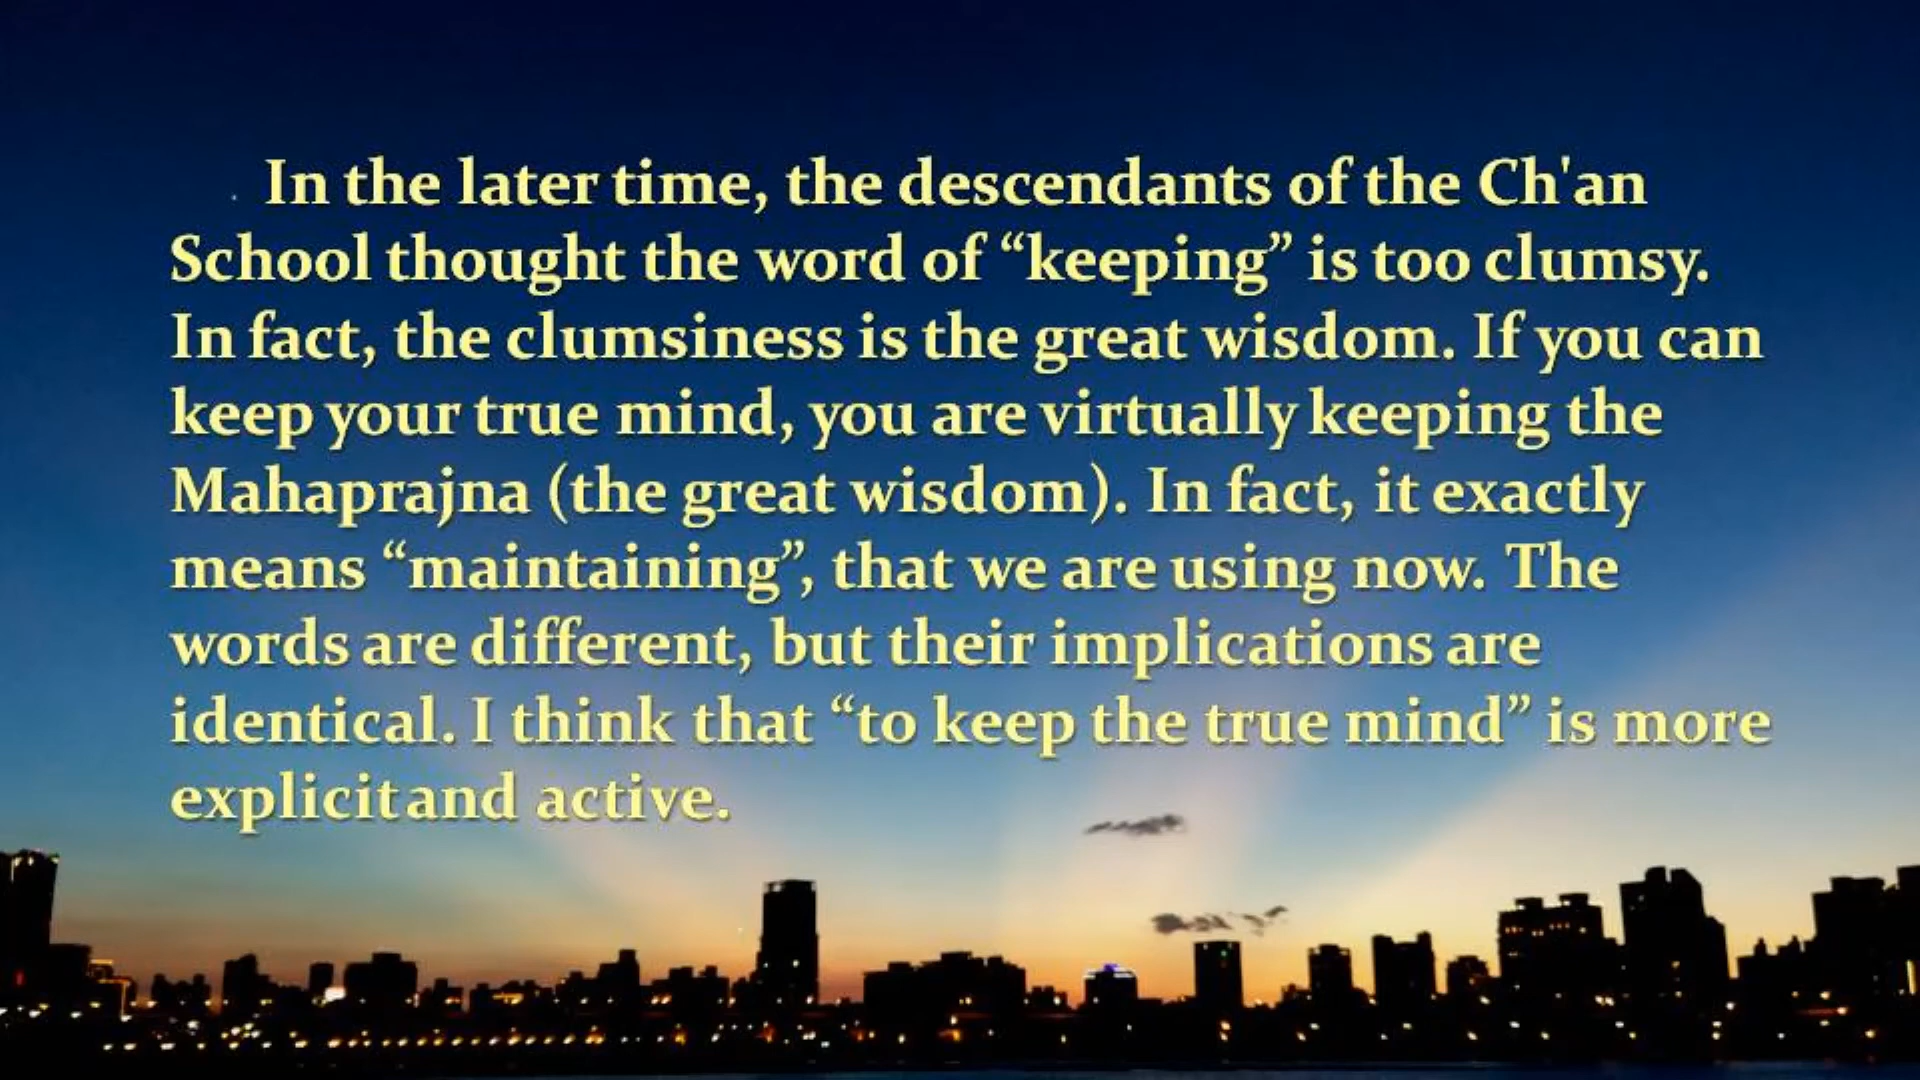 In the later time, the descendants of the Ch'an
School thought the word of “keeping” is too clumsy.
In fact, the clumsiness is the great wisdom. If you can
keep your true mind, you are virtually keeping the
Mahaprajna (the great wisdom). In fact, it exactly
means “maintaining”, that we are using now. The
words are different, but their implications are
identical. I think that “to keep the true mind” is more
explicit and active.